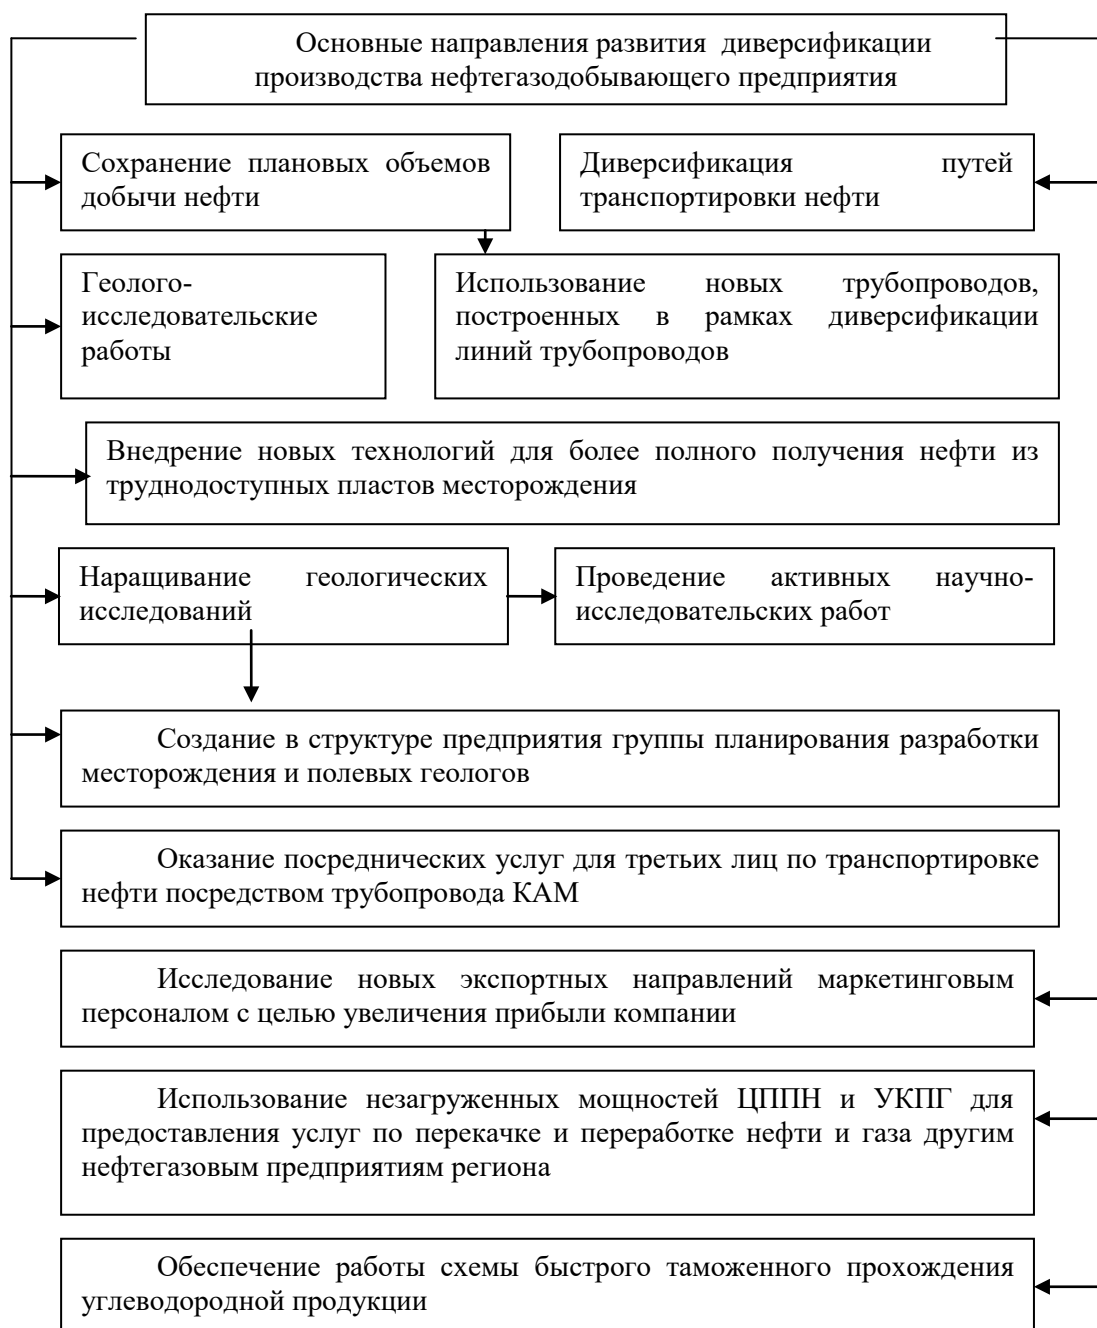 Основные направления развития диверсификации
производства нефтегазодобывающего предприятия
Сохранение плановых объемов
добычи нефти
Диверсификация путей
транспортировки нефти
Геолого-
исследовательские
работы
Использование новых трубопроводов,
построенных в рамках диверсификации
линий трубопроводов
Внедрение новых технологий для более полного получения нефти из
труднодоступных пластов месторождения
Наращивание геологических
исследований
Проведение активных научно-
исследовательских работ
Создание в структуре предприятия группы планирования разработки
месторождения и полевых геологов
Оказание посреднических услуг для третьих лиц по транспортировке
нефти посредством трубопровода КАМ
Исследование новых экспортных направлений маркетинговым
персоналом с целью увеличения прибыли компании
Использование незагруженных мощностей ЦППН и УКПГ для
предоставления услуг по перекачке и переработке нефти и газа другим
нефтегазовым предприятиям региона
Обеспечение работы схемы быстрого таможенного прохождения
углеводородной продукции